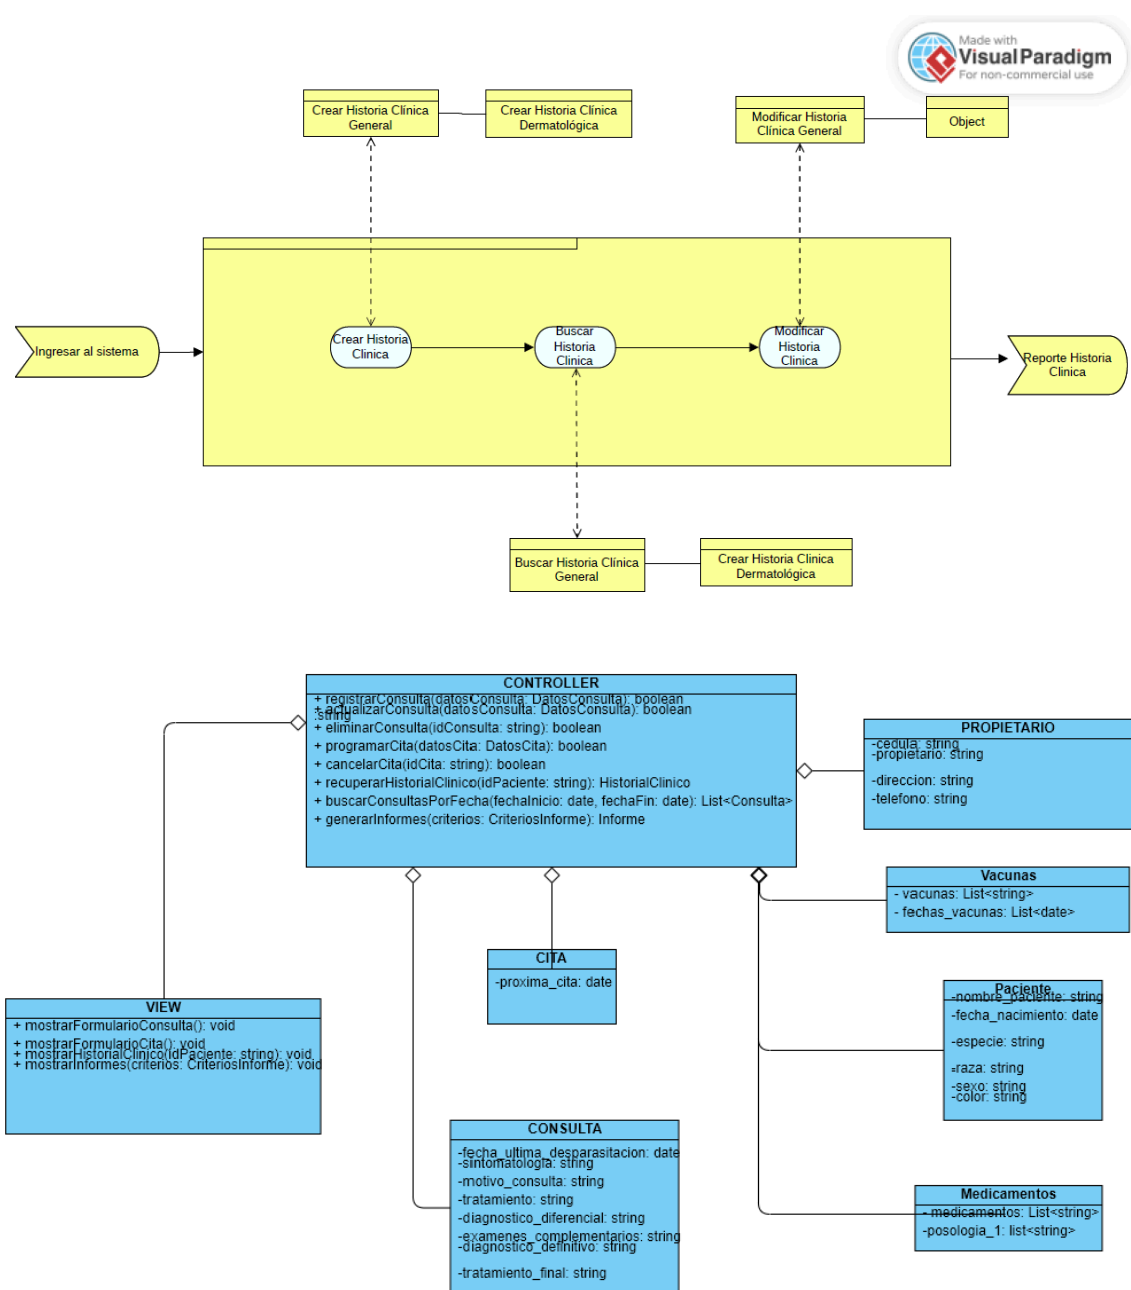 Made with
Visual Paradigm
For non-commercial use
Crear Historia Clínica
General
Crear Historia Clínica
Dermatológica
Modificar Historia
Clínica General
Object
Ingresar al sistema
Crear Historia
Clinica
Buscar
Historia
Clinica
Modificar
Historia
Clinica
Reporte Historia
Clinica
Buscar Historia Clínica
General
Crear Historia Clinica
Dermatológica
CONTROLLER
+ registrarConsulta(datosConsulta: DatosConsulta): boolean
+ actualizarConsulta(datosConsulta: DatosConsulta): boolean
:string
+ eliminarConsulta(idConsulta: string): boolean
+ programarCita(datosCita: DatosCita): boolean
+ cancelarCita(idCita: string): boolean
+ recuperarHistorialClinico(idPaciente: string): HistorialClinico
+ buscarConsultasPorFecha(fechaInicio: date, fechaFin: date): List<Consulta>
+ generarInformes(criterios: CriteriosInforme): Informe
PROPIETARIO
-cedula: string
-propietario: string
-direccion: string
-telefono: string
Vacunas
- vacunas: List<string>
- fechas_vacunas: List<date>
CITA
-proxima_cita: date
Paciente
-nombre_paciente: string
-fecha_nacimiento: date
-especie: string
-raza: string
-sexo: string
-color: string
VIEW
+ mostrarFormularioConsulta(): void
+ mostrarFormularioCita(): void
+ mostrarHistorialClinico(idPaciente: string): void
+ mostrarInformes(criterios: CriteriosInforme): void
CONSULTA
-fecha_ultima_desparasitacion: date
-sintomatologia: string
-motivo_consulta: string
-tratamiento: string
-diagnostico_diferencial: string
-examenes_complementarios: string
-diagnostico_definitivo: string
-tratamiento_final: string
Medicamentos
- medicamentos: List<string>
-posologia_1: list<string>